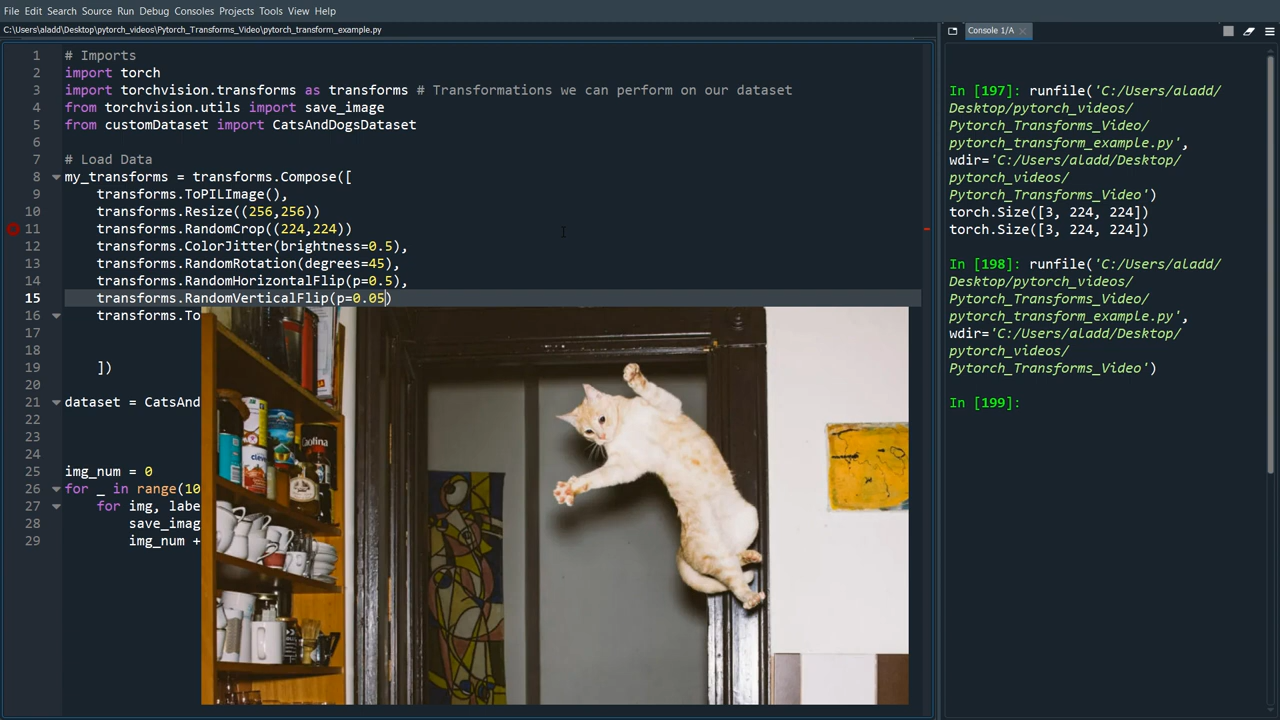 File Edit Search Source Run Debug Consoles Projects Tools View Help
C:\Users\aladd\Desktop\pytorch_videos\Pytorch_Transforms_Video\pytorch_transform_example.py
1 # Imports
2 import torch
3 import torchvision.transforms as transforms # Transformations we can perform on our dataset
4 from torchvision.utils import save_image
5 from customDataset import CatsAndDogsDataset
6
7 # Load Data
8 my_transforms = transforms.Compose([
9 transforms.ToPILImage(),
10 transforms.Resize((256,256))
11 transforms.RandomCrop((224,224))
12 transforms.ColorJitter(brightness=0.5),
13 transforms.RandomRotation(degrees=45),
14 transforms.RandomHorizontalFlip(p=0.5),
15 transforms.RandomVerticalFlip(p=0.05)
16 transforms.To
17
18
19 ])
20
21 dataset = CatsAnd
22
23
24
25 img_num = 0
26 for _ in range(10
27 for img, labe
28 save_imag
29 img_num +
Carolina
cleve
Console 1/A
In [197]: runfile('C:/Users/aladd/
Desktop/pytorch_videos/
Pytorch_Transforms_Video/
pytorch_transform_example.py',
wdir='C:/Users/aladd/Desktop/
pytorch_videos/
Pytorch_Transforms_Video')
torch.Size([3, 224, 224])
torch.Size([3, 224, 224])
In [198]: runfile('C:/Users/aladd/
Desktop/pytorch_videos/
Pytorch_Transforms_Video/
pytorch_transform_example.py',
wdir='C:/Users/aladd/Desktop/
pytorch_videos/
Pytorch_Transforms_Video')
In [199]: